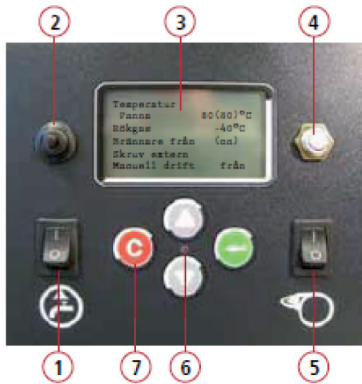 2
3
4
Temperatur
Panna 80(80)°C
Rökgas -40°C
Brännare från (on)
Skruv extern
Manuell drift från
I
O
C
I
O
1
7
6
5